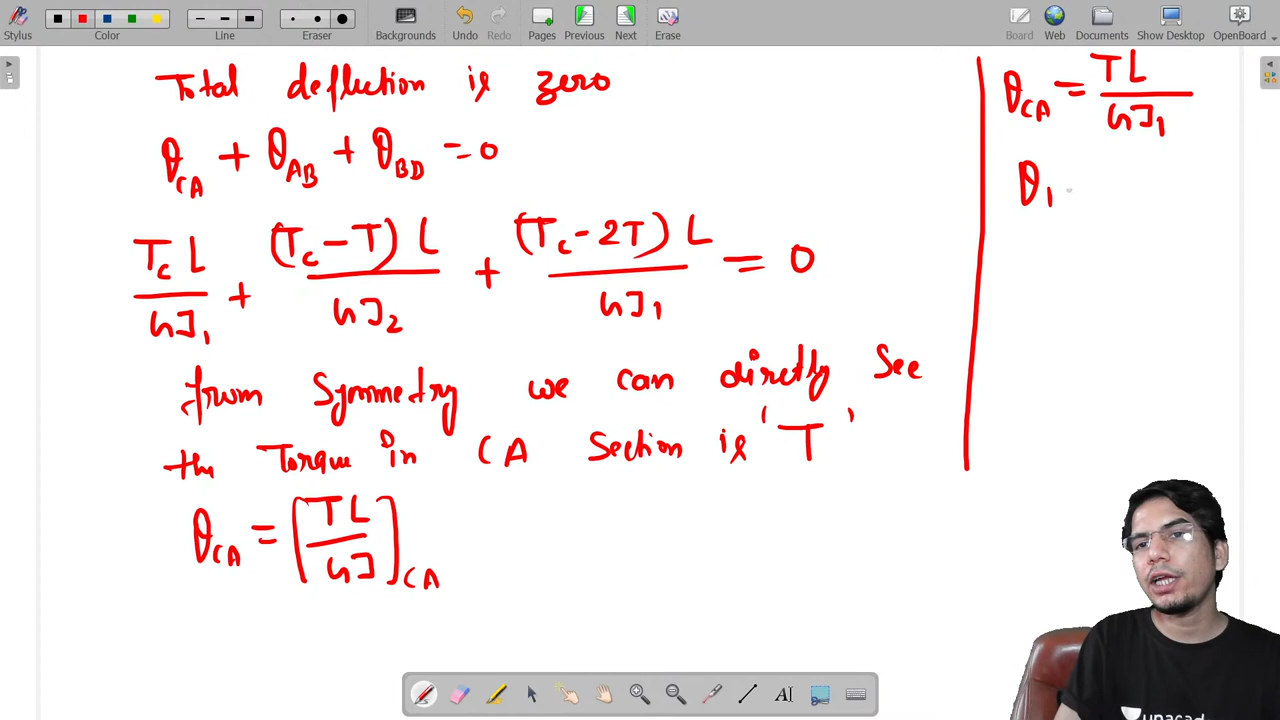 Stylus Color Line Eraser Backgrounds Undo Redo Pages Previous Next Erase Board Web Documents Show Desktop OpenBoard
Total deflection is zero
θCA + θAB + θBD = 0
TcL/GJ1 + (Tc-T)L/GJ2 + (Tc-2T)L/GJ1 = 0
from Symmetry we can directly See
the Torque in CA Section is 'T'
θCA = [TL/GJ]CA
θCA = TL/GJ1
θ1
AI
unacad